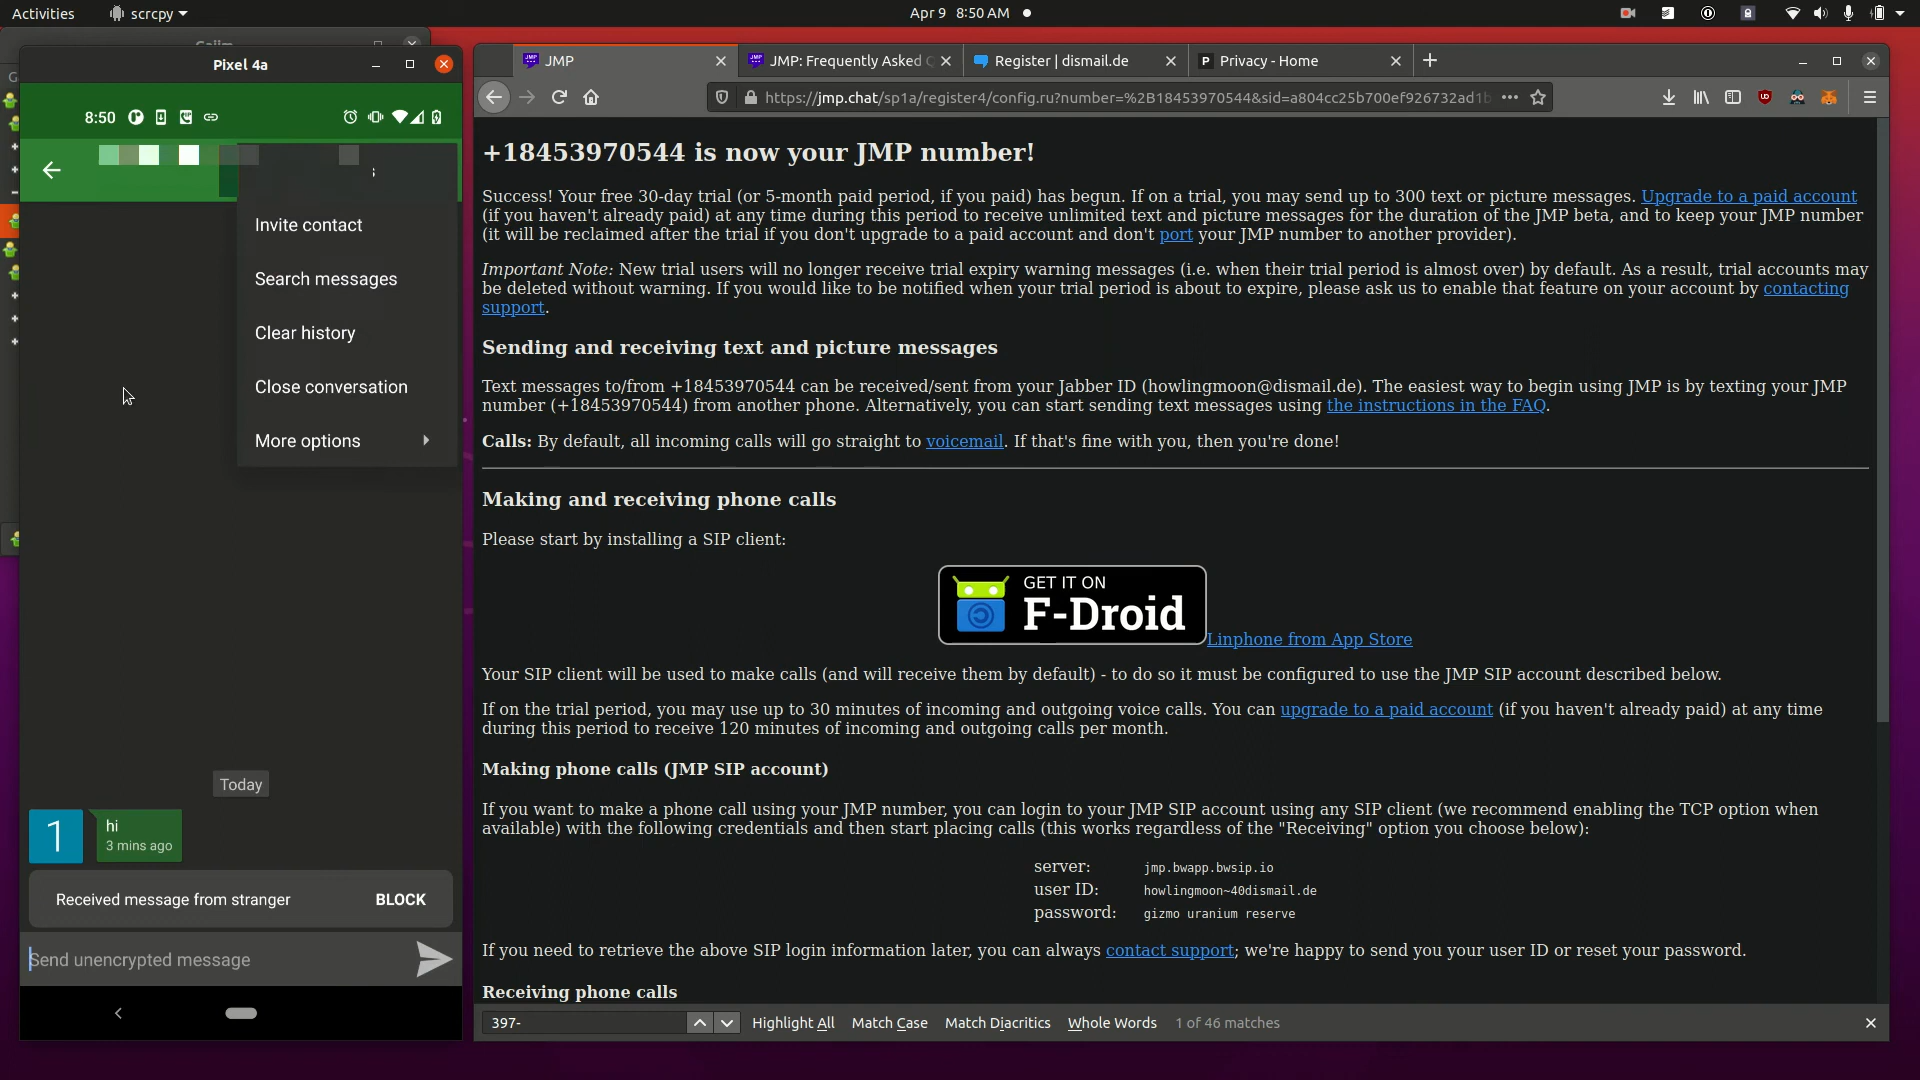 Activities scrcpy Apr 9 8:50 AM
Gajim
Pixel 4a
8:50
Invite contact
Search messages
Clear history
Close conversation
More options
Today
1
hi
3 mins ago
Received message from stranger BLOCK
Send unencrypted message
JMP JMP: Frequently Asked Register | dismail.de Privacy - Home
https://jmp.chat/sp1a/register4/config.ru?number=%2B18453970544&sid=a804cc25b700ef926732ad1b
+18453970544 is now your JMP number!
Success! Your free 30-day trial (or 5-month paid period, if you paid) has begun. If on a trial, you may send up to 300 text or picture messages. Upgrade to a paid account
(if you haven't already paid) at any time during this period to receive unlimited text and picture messages for the duration of the JMP beta, and to keep your JMP number
(it will be reclaimed after the trial if you don't upgrade to a paid account and don't port your JMP number to another provider).
Important Note: New trial users will no longer receive trial expiry warning messages (i.e. when their trial period is almost over) by default. As a result, trial accounts may
be deleted without warning. If you would like to be notified when your trial period is about to expire, please ask us to enable that feature on your account by contacting
support.
Sending and receiving text and picture messages
Text messages to/from +18453970544 can be received/sent from your Jabber ID (howlingmoon@dismail.de). The easiest way to begin using JMP is by texting your JMP
number (+18453970544) from another phone. Alternatively, you can start sending text messages using the instructions in the FAQ.
Calls: By default, all incoming calls will go straight to voicemail. If that's fine with you, then you're done!
Making and receiving phone calls
Please start by installing a SIP client:
GET IT ON
F-Droid
Linphone from App Store
Your SIP client will be used to make calls (and will receive them by default) - to do so it must be configured to use the JMP SIP account described below.
If on the trial period, you may use up to 30 minutes of incoming and outgoing voice calls. You can upgrade to a paid account (if you haven't already paid) at any time
during this period to receive 120 minutes of incoming and outgoing calls per month.
Making phone calls (JMP SIP account)
If you want to make a phone call using your JMP number, you can login to your JMP SIP account using any SIP client (we recommend enabling the TCP option when
available) with the following credentials and then start placing calls (this works regardless of the "Receiving" option you choose below):
server: jmp.bwapp.bwsip.io
user ID: howlingmoon~40dismail.de
password: gizmo uranium reserve
If you need to retrieve the above SIP login information later, you can always contact support; we're happy to send you your user ID or reset your password.
Receiving phone calls
397- Highlight All Match Case Match Diacritics Whole Words 1 of 46 matches